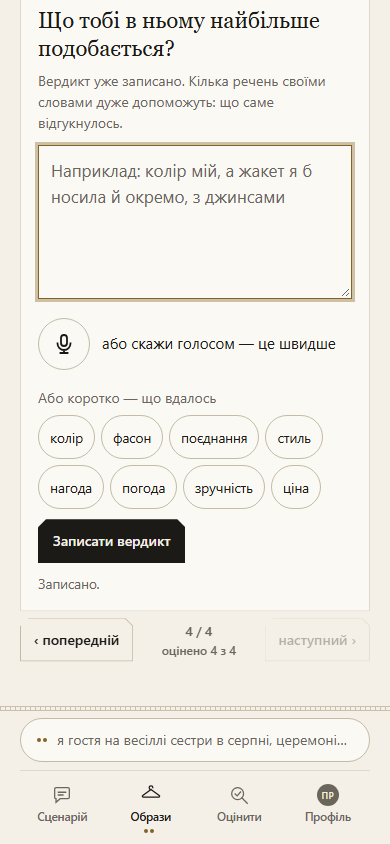 Що тобі в ньому найбільше
подобається?
Вердикт уже записано. Кілька речень своїми
словами дуже допоможуть: що саме
відгукнулось.
Наприклад: колір мій, а жакет я б
носила й окремо, з джинсами
або скажи голосом — це швидше
Або коротко — що вдалось
колір фасон поєднання стиль
нагода погода зручність ціна
Записати вердикт
Записано.
‹ попередній 4 / 4 наступний ›
оцінено 4 з 4
я гостя на весіллі сестри в серпні, церемоні...
Сценарій Образи Оцінити ПР Профіль